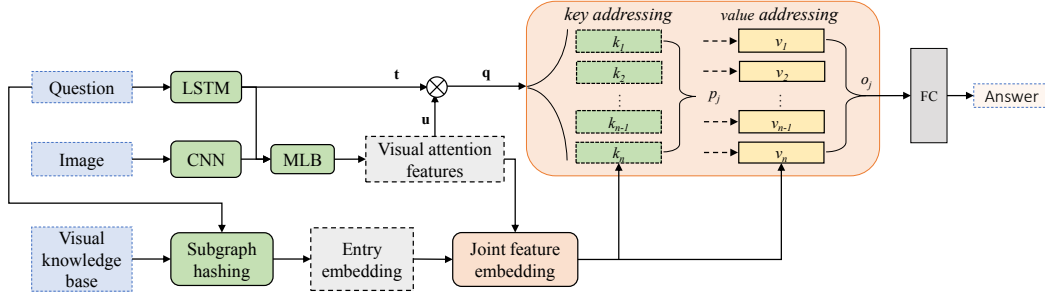 key addressing
value addressing
k1
v1
Question
LSTM
t
q
k2
v2
pj
oj
FC
Answer
⋮
⋮
u
kn-1
vn-1
Image
CNN
MLB
Visual attention
features
kn
vn
Visual
knowledge
base
Subgraph
hashing
Entry
embedding
Joint feature
embedding